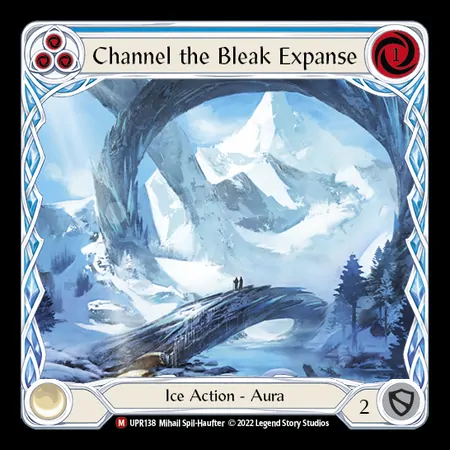 Channel the Bleak Expanse
1
Ice Action - Aura
2
M UPR138 Mihail Spil-Haufter © 2022 Legend Story Studios